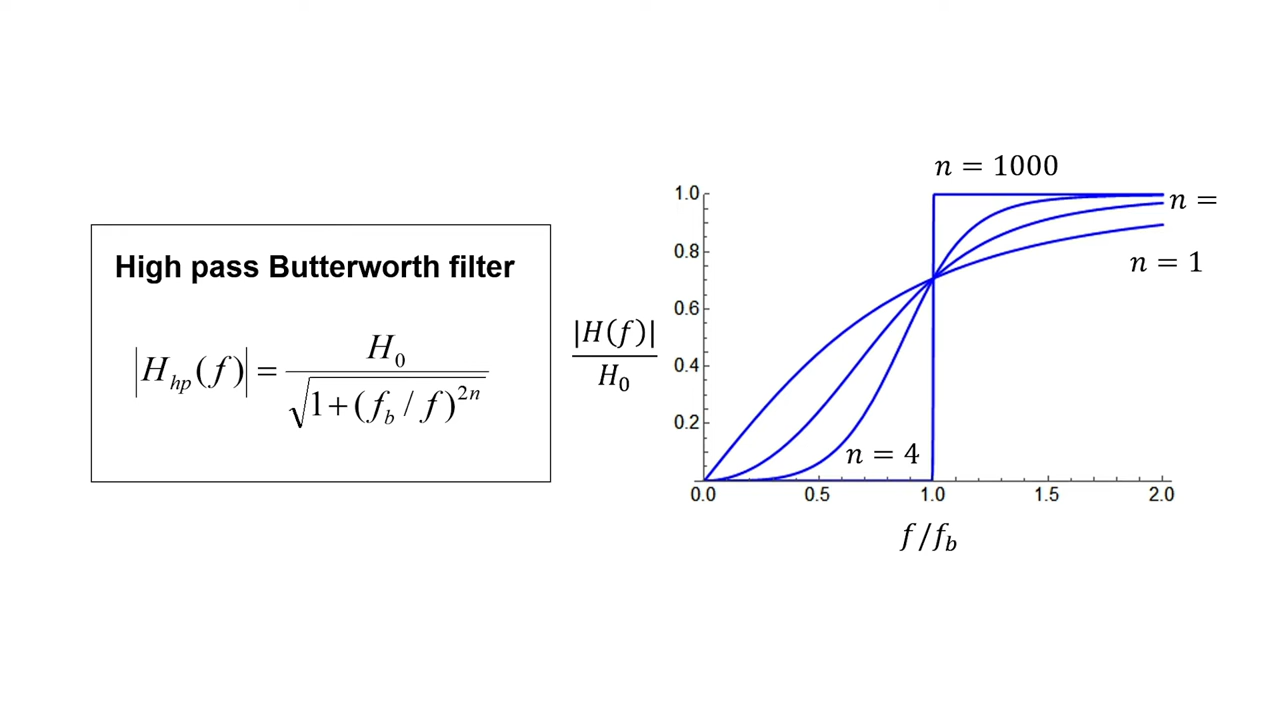 High pass Butterworth filter
|H_hp(f)| = H_0 / √(1 + (f_b / f)^{2n})
|H(f)| / H_0
n = 1000
n =
n = 1
n = 4
1.0
0.8
0.6
0.4
0.2
0.0 0.5 1.0 1.5 2.0
f/f_b